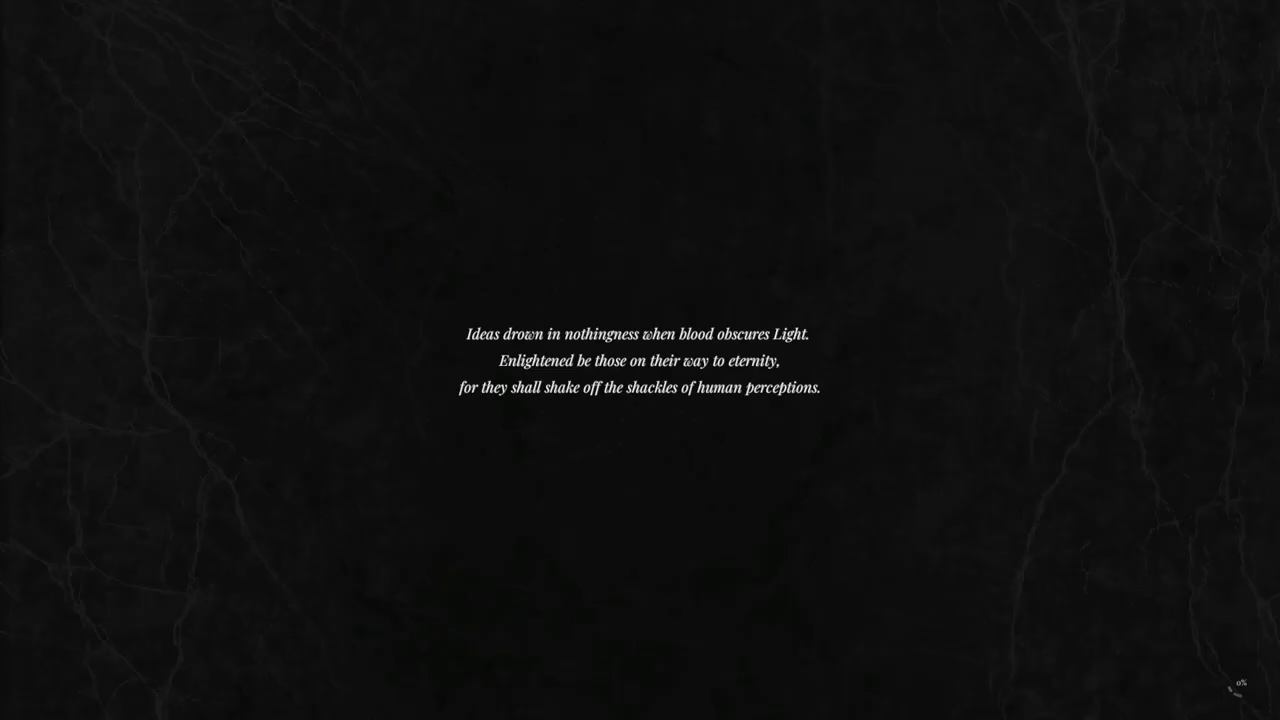 Ideas drown in nothingness when blood obscures Light.
Enlightened be those on their way to eternity,
for they shall shake off the shackles of human perceptions.
0%